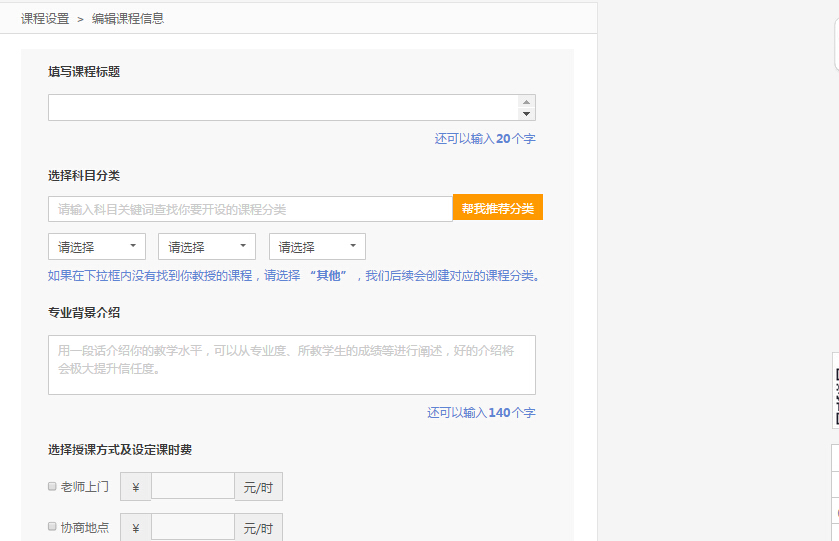 课程设置 > 编辑课程信息
填写课程标题
还可以输入20个字
选择科目分类
请输入科目关键词查找你要开设的课程分类 帮我推荐分类
请选择 请选择 请选择
如果在下拉框内没有找到你教授的课程，请选择 “其他” ，我们后续会创建对应的课程分类。
专业背景介绍
用一段话介绍你的教学水平，可以从专业度、所教学生的成绩等进行阐述，好的介绍将
会极大提升信任度。
还可以输入140个字
选择授课方式及设定课时费
老师上门 ¥ 元/时
协商地点 ¥ 元/时